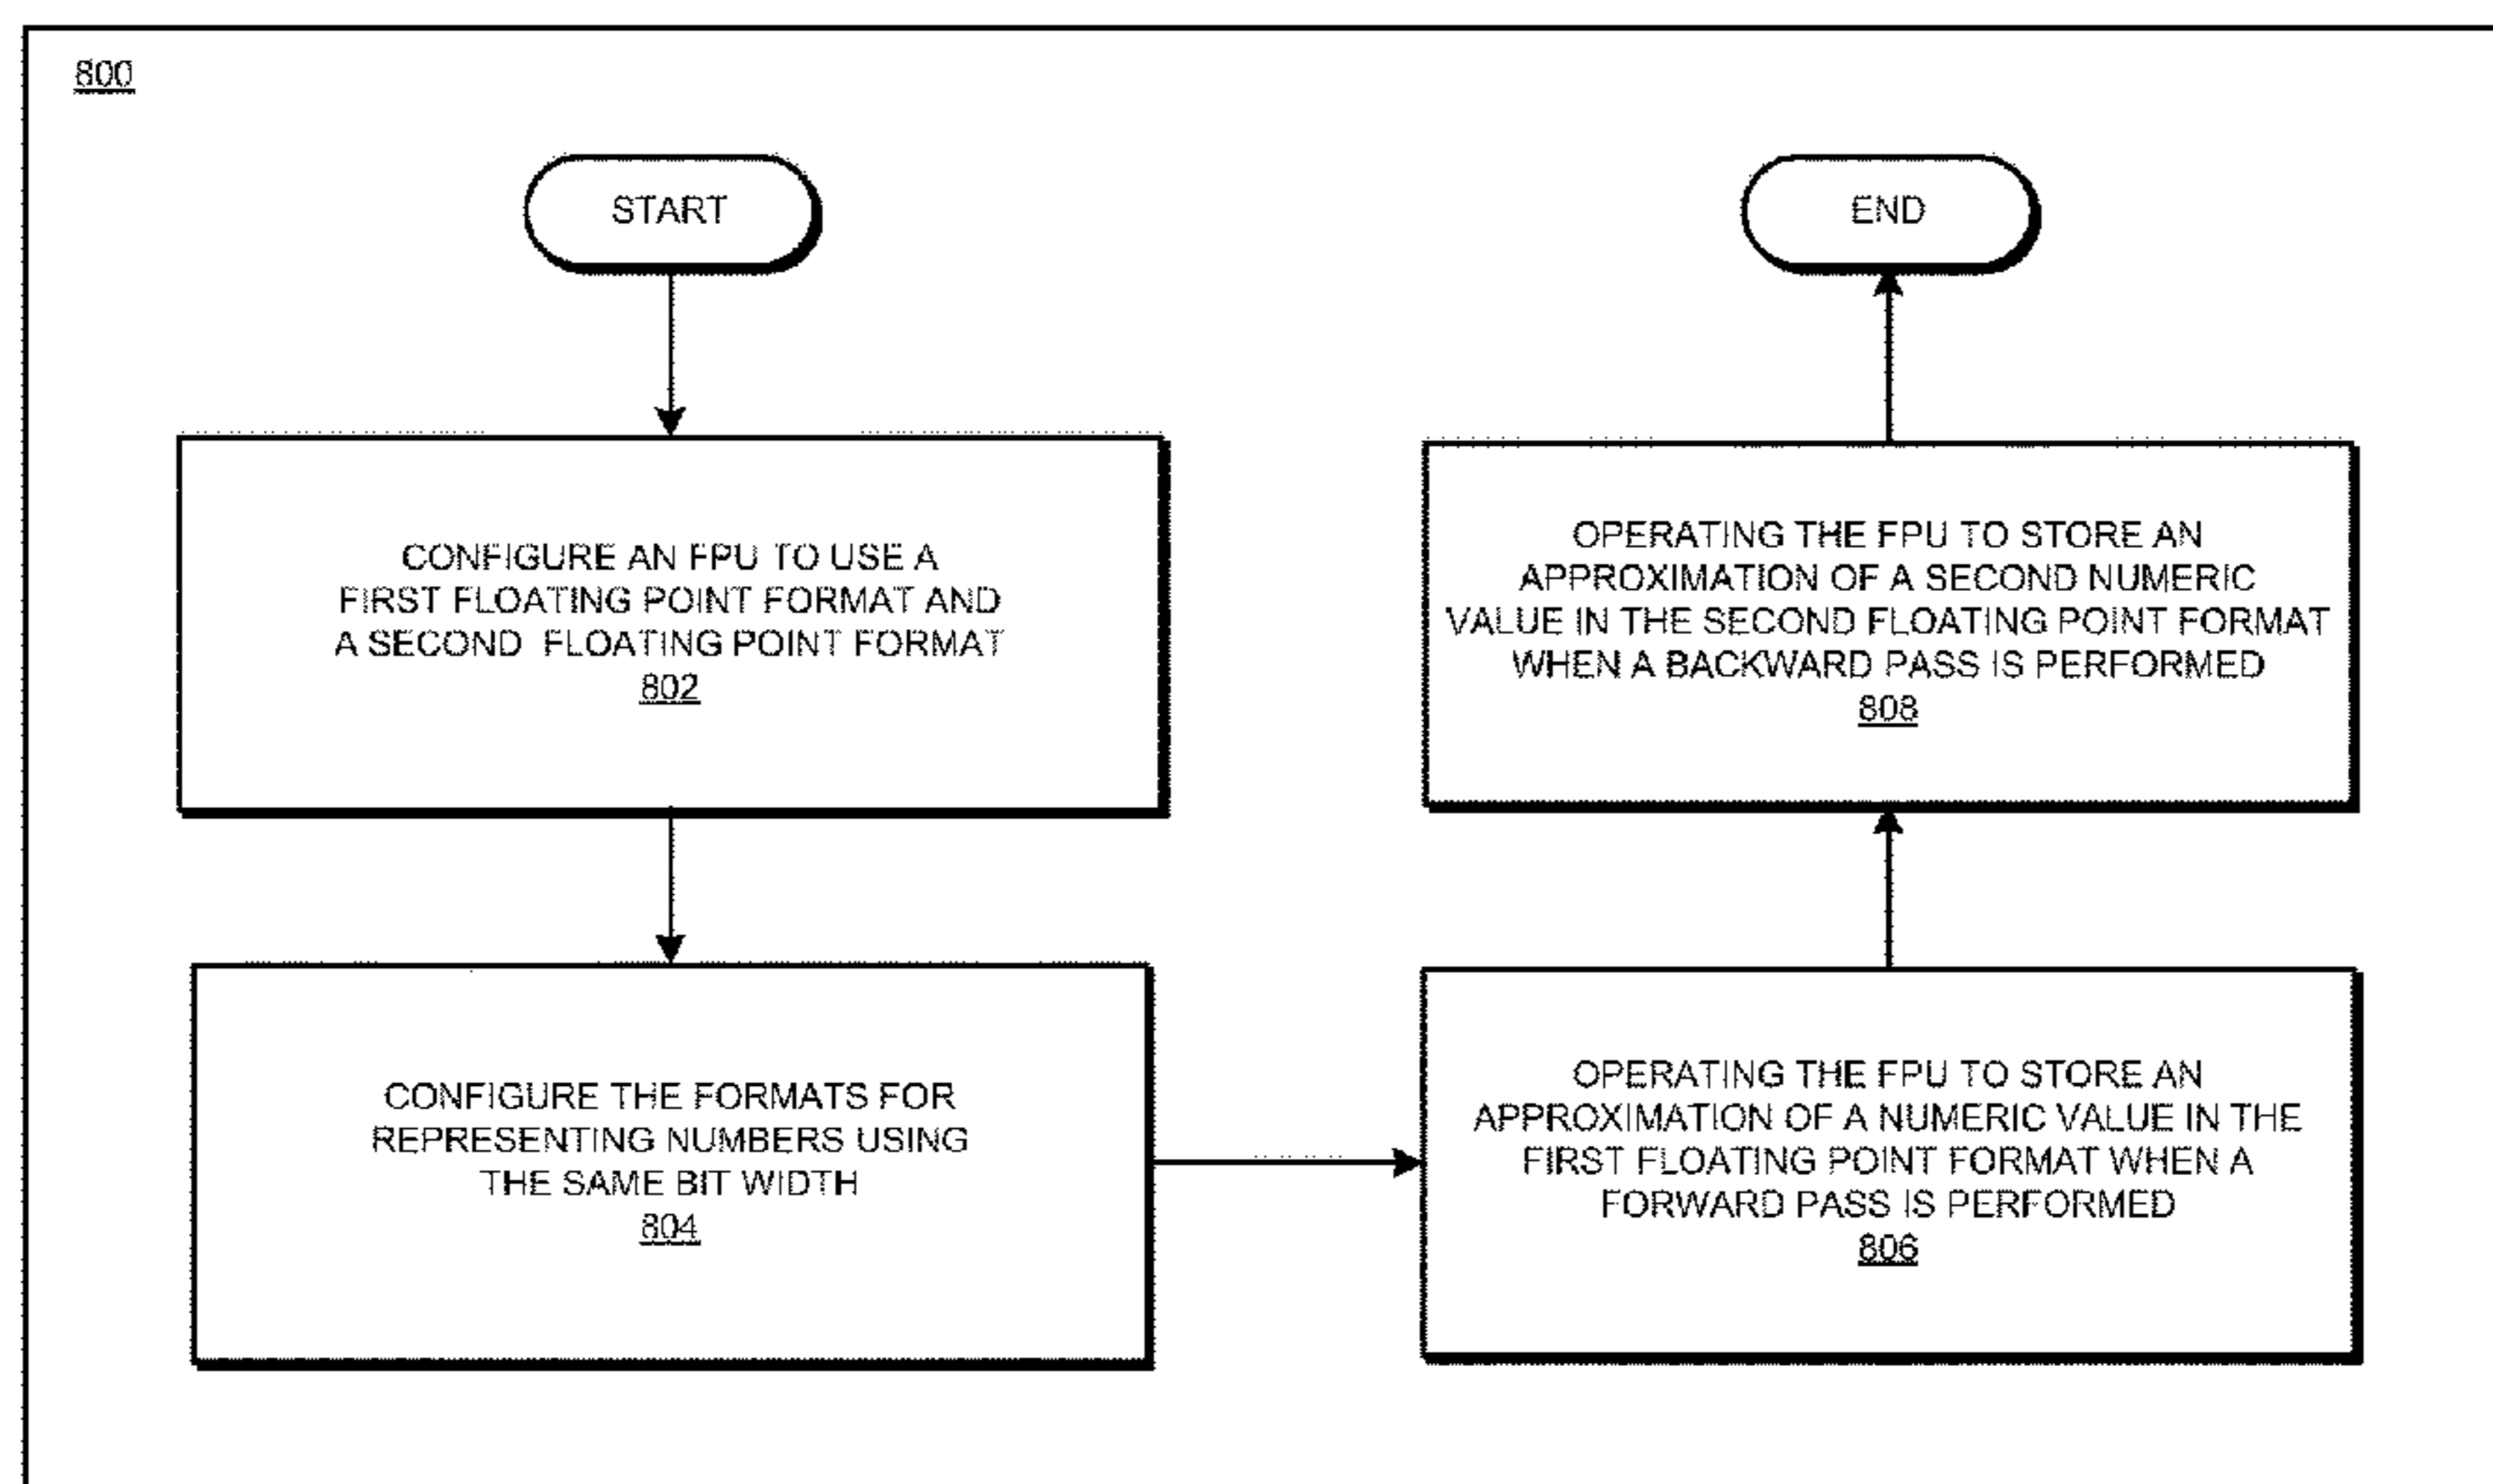 800
START
CONFIGURE AN FPU TO USE A
FIRST FLOATING POINT FORMAT AND
A SECOND FLOATING POINT FORMAT
802
CONFIGURE THE FORMATS FOR
REPRESENTING NUMBERS USING
THE SAME BIT WIDTH
804
OPERATING THE FPU TO STORE AN
APPROXIMATION OF A NUMERIC VALUE IN THE
FIRST FLOATING POINT FORMAT WHEN A
FORWARD PASS IS PERFORMED
806
OPERATING THE FPU TO STORE AN
APPROXIMATION OF A SECOND NUMERIC
VALUE IN THE SECOND FLOATING POINT FORMAT
WHEN A BACKWARD PASS IS PERFORMED
808
END